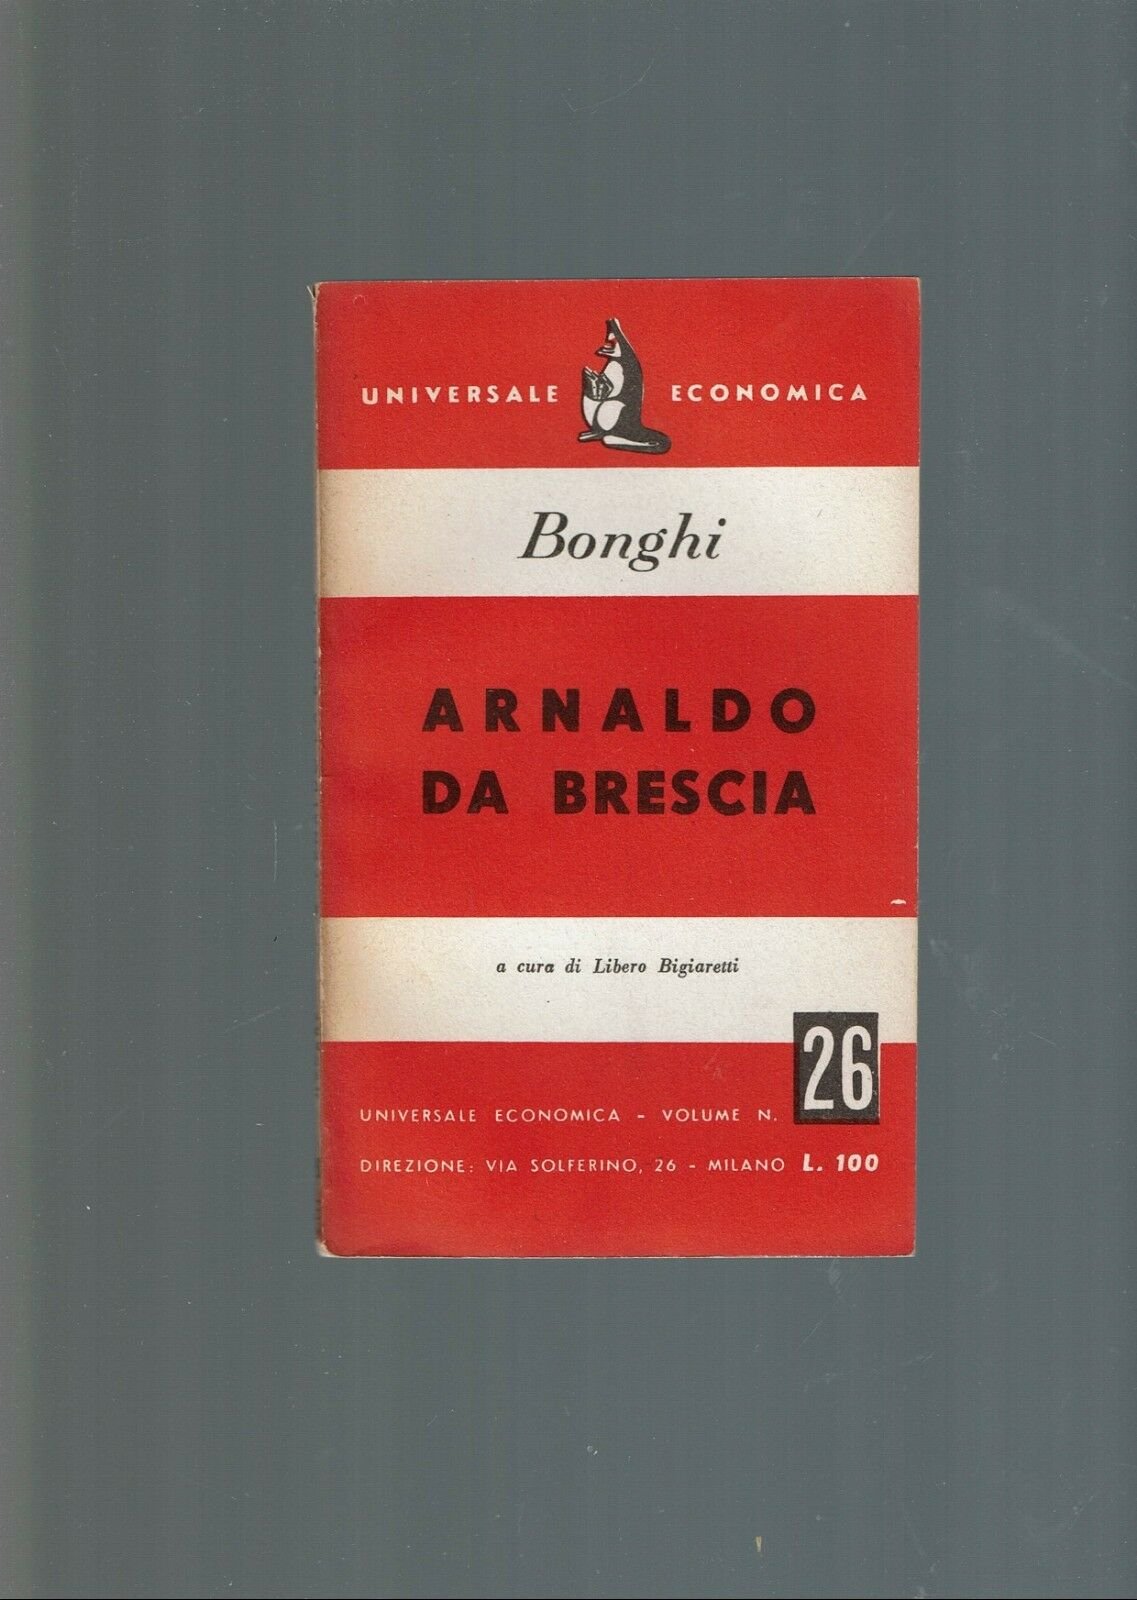 UNIVERSALE ECONOMICA
Bonghi
ARNALDO
DA BRESCIA
a cura di Libero Bigiaretti
26
UNIVERSALE ECONOMICA - VOLUME N.
DIREZIONE: VIA SOLFERINO, 26 - MILANO L. 100